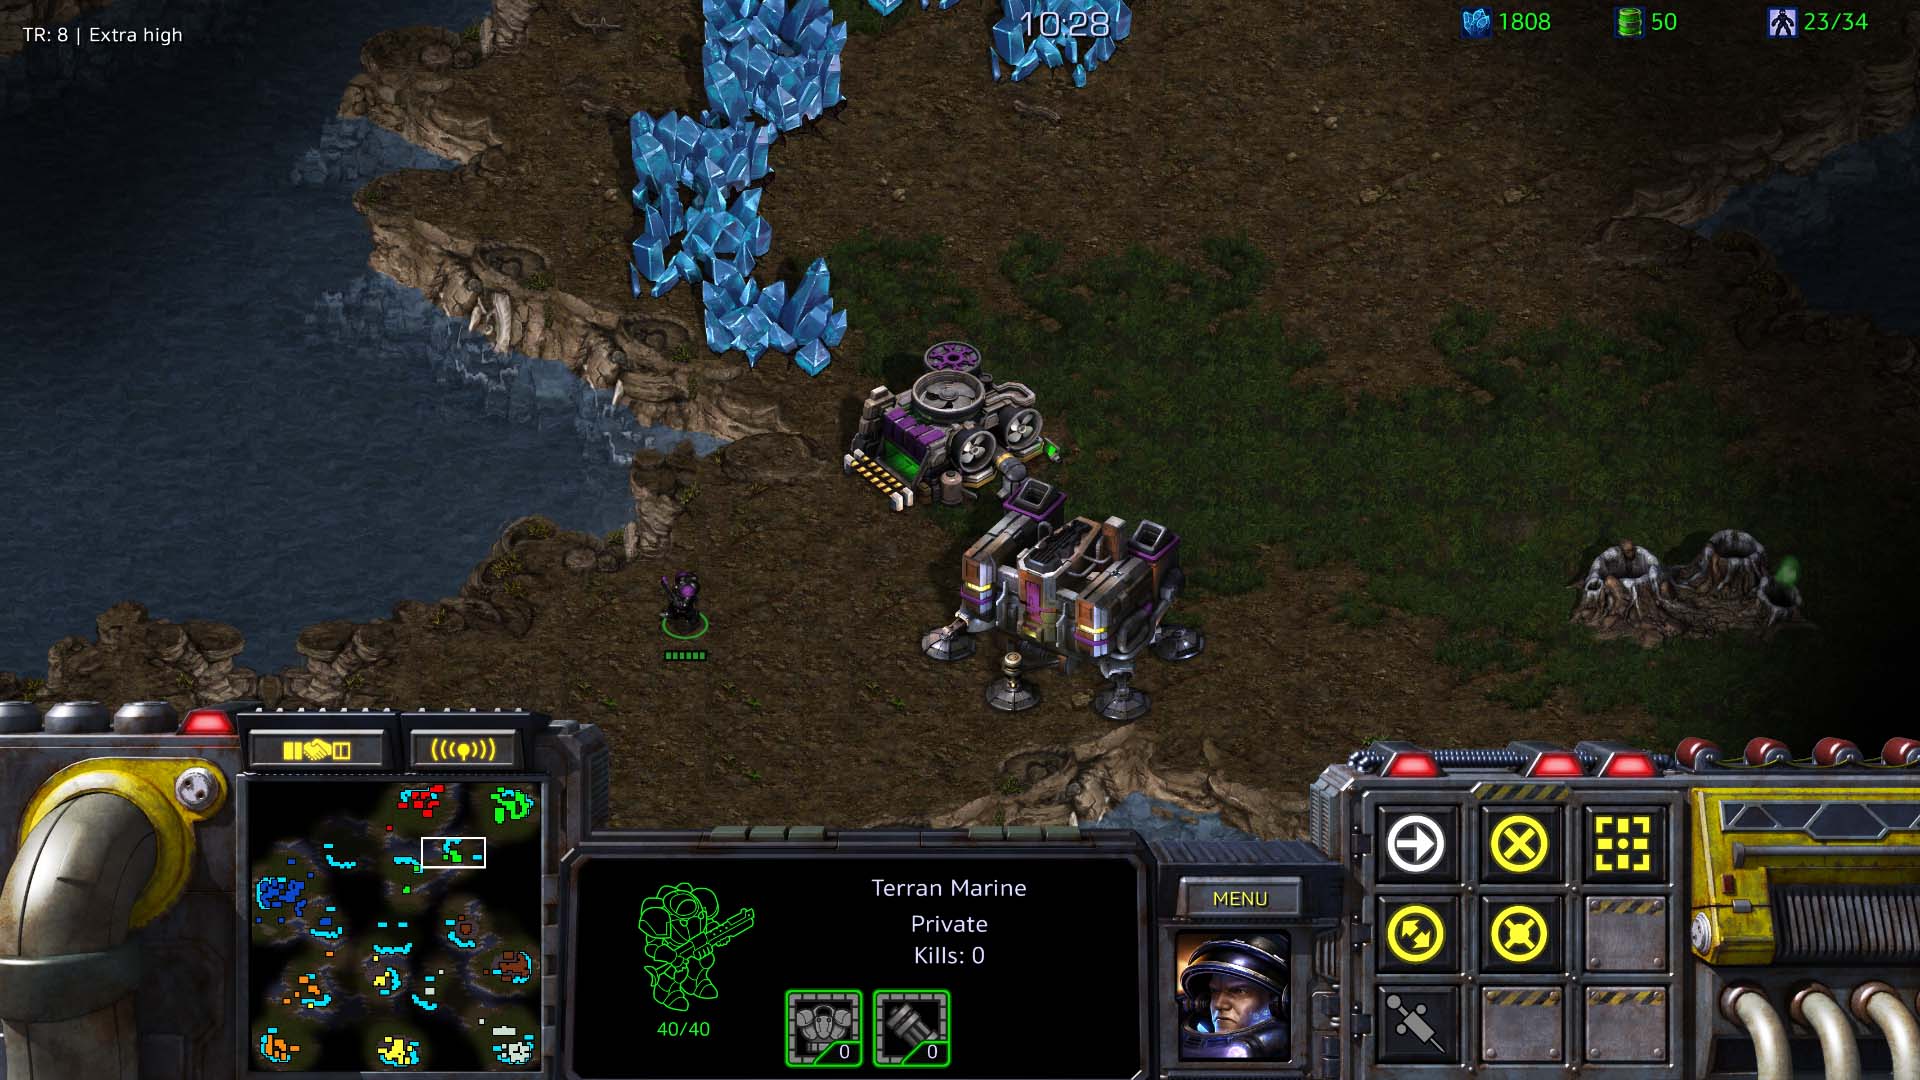 TR: 8 | Extra high
10:28
1808
50
23/34
Terran Marine
Private
Kills: 0
40/40
0
0
MENU